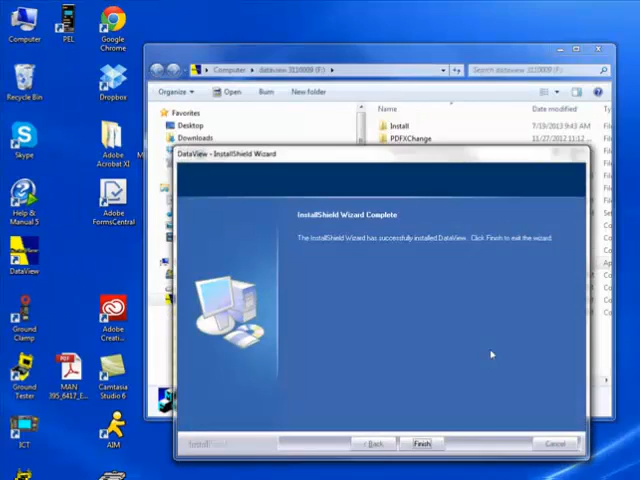 Computer
PEL
Google
Chrome
Recycle Bin
Dropbox
Skype
Adobe
Acrobat XI
Help &
Manual 5
Adobe
FormsCentral
DataView
Ground
Clamp
Adobe
Creati...
Ground
Tester
MAN
395_6417_E...
Camtasia
Studio 6
ICT
AIM
Computer
dataview 3110009 (F:)
Search dataview 3110009 (F:)
Organize
Open
Burn
New folder
Favorites
Desktop
Downloads
Name
Date modified
Install
7/19/2013 9:43 AM
PDFXChange
11/27/2012 11:12
DataView - InstallShield Wizard
InstallShield Wizard Complete
The InstallShield Wizard has successfully installed DataView. Click Finish to exit the wizard.
InstallShield
< Back
Finish
Cancel